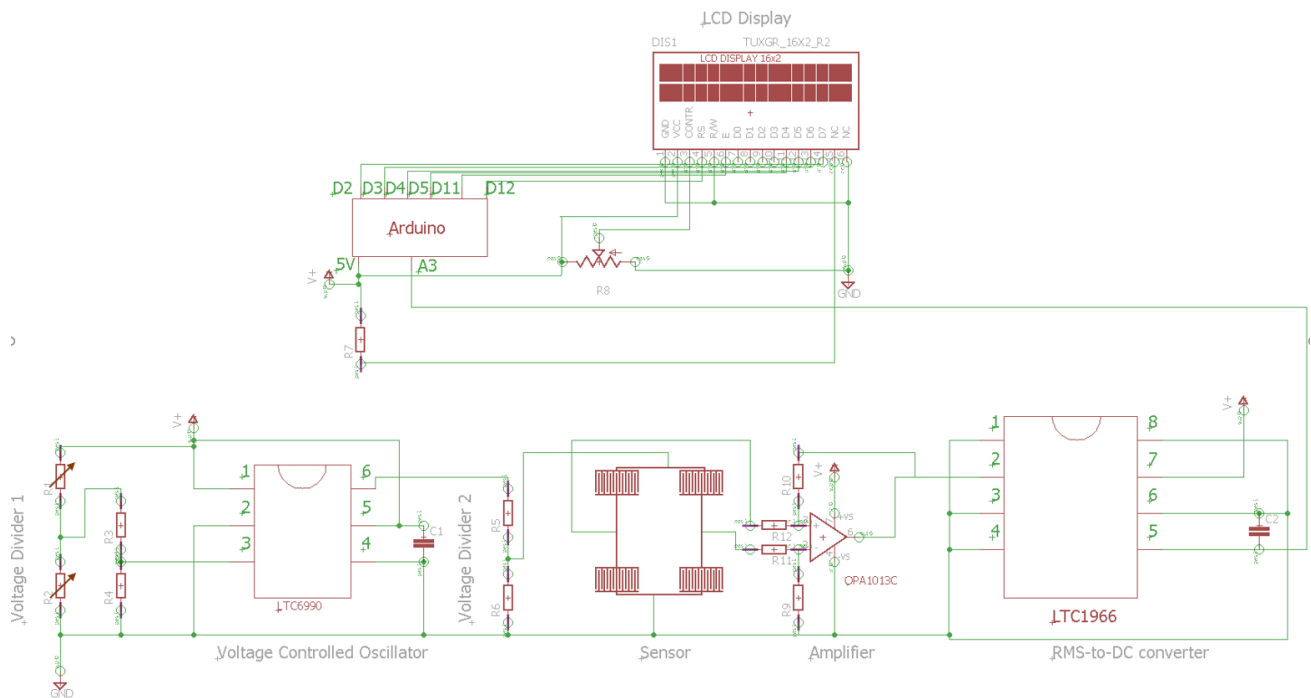 LCD Display
DIS1 TUXGR_16X2_R2
LCD DISPLAY 16x2
GND VCC CONTR RS R/W E D0 D1 D2 D3 D4 D5 D6 D7 NC NC
D2 D3 D4 D5 D11 D12
Arduino
5V A3
V+
R8
GND
R7
V+ V+ V+
Voltage Divider 1
R1
R2
R3
R4
1 2 3
6 5 4
LTC6990
C1
Voltage Divider 2
R5
R6
R10
R12
R11
R9
+VS
-VS
OPA1013C
1 2 3 4
8 7 6 5
C2
LTC1966
Voltage Controlled Oscillator
Sensor
Amplifier
RMS-to-DC converter
GND